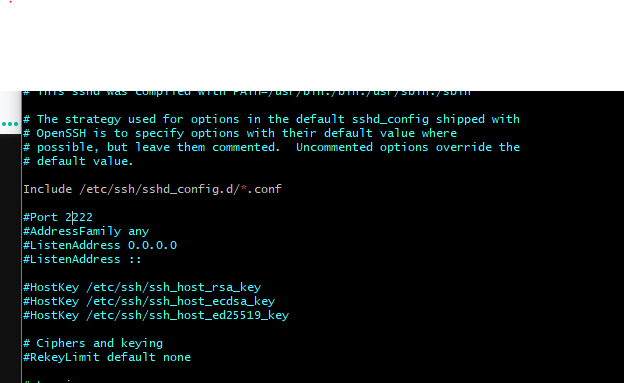 # This sshd was compiled with PATH=/usr/bin:/bin:/usr/sbin:/sbin
# The strategy used for options in the default sshd_config shipped with
# OpenSSH is to specify options with their default value where
# possible, but leave them commented.  Uncommented options override the
# default value.
Include /etc/ssh/sshd_config.d/*.conf
#Port 2222
#AddressFamily any
#ListenAddress 0.0.0.0
#ListenAddress ::
#HostKey /etc/ssh/ssh_host_rsa_key
#HostKey /etc/ssh/ssh_host_ecdsa_key
#HostKey /etc/ssh/ssh_host_ed25519_key
# Ciphers and keying
#RekeyLimit default none